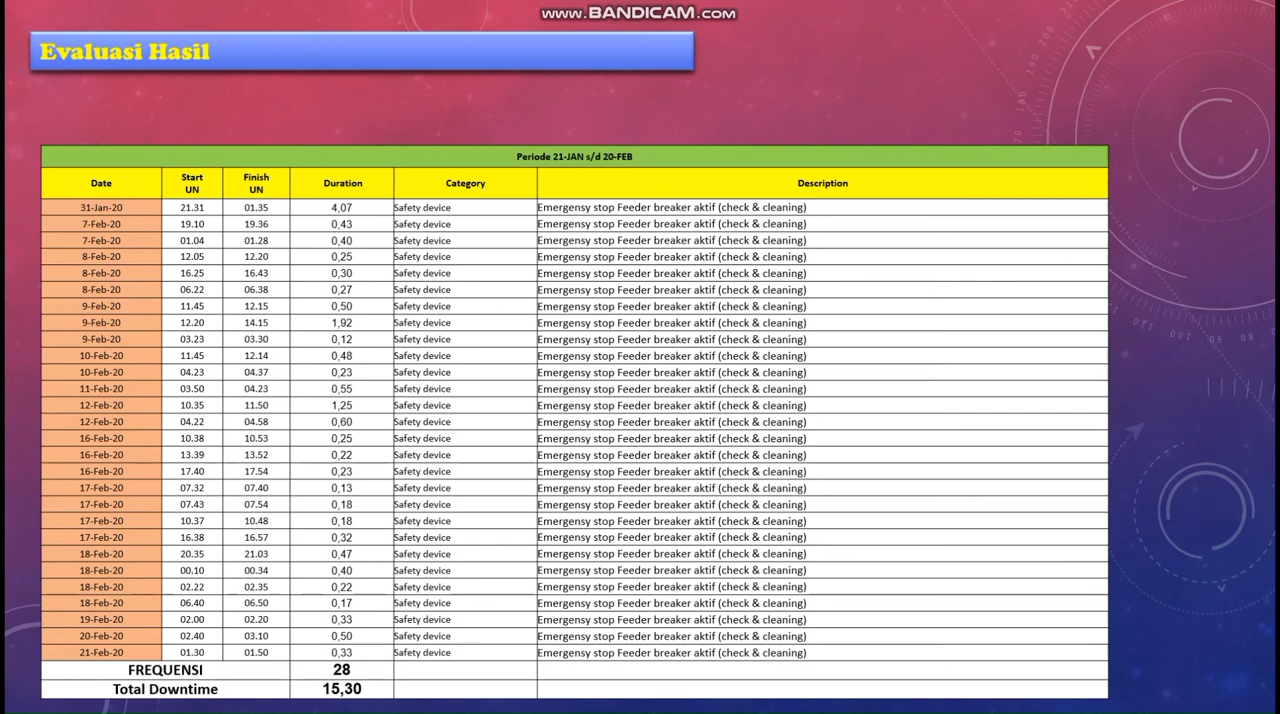 www.BANDICAM.com
Evaluasi Hasil
Periode 21-JAN s/d 20-FEB
Date Start UN Finish UN Duration Category Description
31-Jan-20 21.31 01.35 4,07 Safety device Emergensy stop Feeder breaker aktif (check & cleaning)
7-Feb-20 19.10 19.36 0,43 Safety device Emergensy stop Feeder breaker aktif (check & cleaning)
7-Feb-20 01.04 01.28 0,40 Safety device Emergensy stop Feeder breaker aktif (check & cleaning)
8-Feb-20 12.05 12.20 0,25 Safety device Emergensy stop Feeder breaker aktif (check & cleaning)
8-Feb-20 16.25 16.43 0,30 Safety device Emergensy stop Feeder breaker aktif (check & cleaning)
8-Feb-20 06.22 06.38 0,27 Safety device Emergensy stop Feeder breaker aktif (check & cleaning)
9-Feb-20 11.45 12.15 0,50 Safety device Emergensy stop Feeder breaker aktif (check & cleaning)
9-Feb-20 12.20 14.15 1,92 Safety device Emergensy stop Feeder breaker aktif (check & cleaning)
9-Feb-20 03.23 03.30 0,12 Safety device Emergensy stop Feeder breaker aktif (check & cleaning)
10-Feb-20 11.45 12.14 0,48 Safety device Emergensy stop Feeder breaker aktif (check & cleaning)
10-Feb-20 04.23 04.37 0,23 Safety device Emergensy stop Feeder breaker aktif (check & cleaning)
11-Feb-20 03.50 04.23 0,55 Safety device Emergensy stop Feeder breaker aktif (check & cleaning)
12-Feb-20 10.35 11.50 1,25 Safety device Emergensy stop Feeder breaker aktif (check & cleaning)
12-Feb-20 04.22 04.58 0,60 Safety device Emergensy stop Feeder breaker aktif (check & cleaning)
16-Feb-20 10.38 10.53 0,25 Safety device Emergensy stop Feeder breaker aktif (check & cleaning)
16-Feb-20 13.39 13.52 0,22 Safety device Emergensy stop Feeder breaker aktif (check & cleaning)
16-Feb-20 17.40 17.54 0,23 Safety device Emergensy stop Feeder breaker aktif (check & cleaning)
17-Feb-20 07.32 07.40 0,13 Safety device Emergensy stop Feeder breaker aktif (check & cleaning)
17-Feb-20 07.43 07.54 0,18 Safety device Emergensy stop Feeder breaker aktif (check & cleaning)
17-Feb-20 10.37 10.48 0,18 Safety device Emergensy stop Feeder breaker aktif (check & cleaning)
17-Feb-20 16.38 16.57 0,32 Safety device Emergensy stop Feeder breaker aktif (check & cleaning)
18-Feb-20 20.35 21.03 0,47 Safety device Emergensy stop Feeder breaker aktif (check & cleaning)
18-Feb-20 00.10 00.34 0,40 Safety device Emergensy stop Feeder breaker aktif (check & cleaning)
18-Feb-20 02.22 02.35 0,22 Safety device Emergensy stop Feeder breaker aktif (check & cleaning)
18-Feb-20 06.40 06.50 0,17 Safety device Emergensy stop Feeder breaker aktif (check & cleaning)
19-Feb-20 02.00 02.20 0,33 Safety device Emergensy stop Feeder breaker aktif (check & cleaning)
20-Feb-20 02.40 03.10 0,50 Safety device Emergensy stop Feeder breaker aktif (check & cleaning)
21-Feb-20 01.30 01.50 0,33 Safety device Emergensy stop Feeder breaker aktif (check & cleaning)
FREQUENSI 28
Total Downtime 15,30